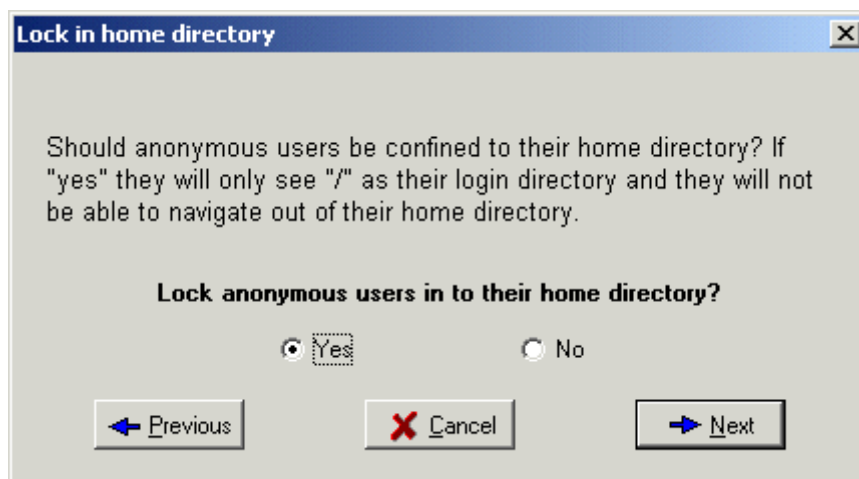 Lock in home directory
Should anonymous users be confined to their home directory? If
"yes" they will only see "/" as their login directory and they will not
be able to navigate out of their home directory.
Lock anonymous users in to their home directory?
Yes No
Previous Cancel Next